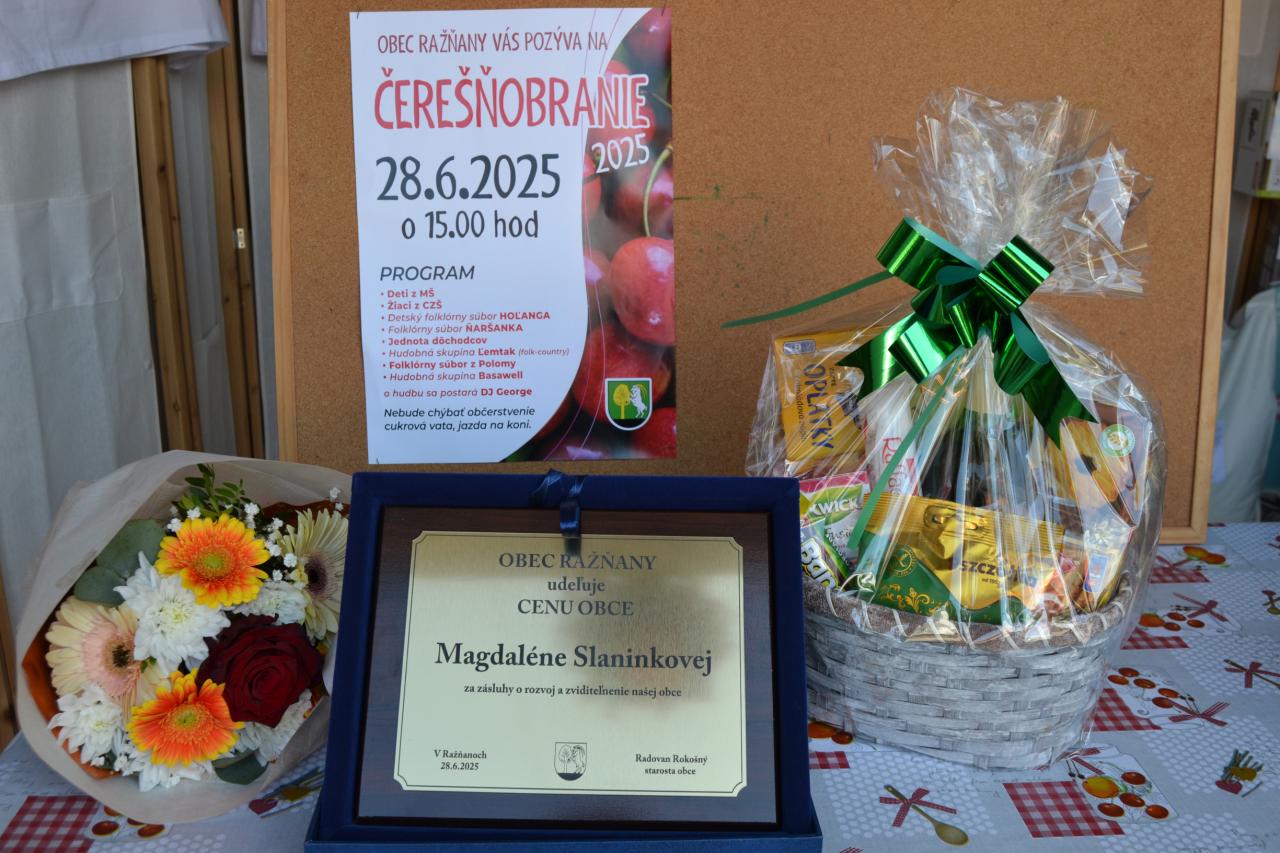 OBEC RAŽŇANY VÁS POZÝVA NA
ČEREŠŇOBRANIE
2025
28.6.2025
o 15.00 hod
PROGRAM
• Deti z MŠ
• Žiaci z CZŠ
• Detský folklórny súbor HOĽANGA
• Folklórny súbor ŇARŠANKA
• Jednota dôchodcov
• Hudobná skupina Ľemtak (folk-country)
• Folklórny súbor z Polomy
• Hudobná skupina Basawell
o hudbu sa postará DJ George
Nebude chýbať občerstvenie
cukrová vata, jazda na koni.
OBEC RAŽŇANY
udeľuje
CENU OBCE
Magdaléne Slaninkovej
za zásluhy o rozvoj a zviditeľnenie našej obce
V Ražňanoch
28.6.2025
Radovan Rokošný
starosta obce
OPLATKY